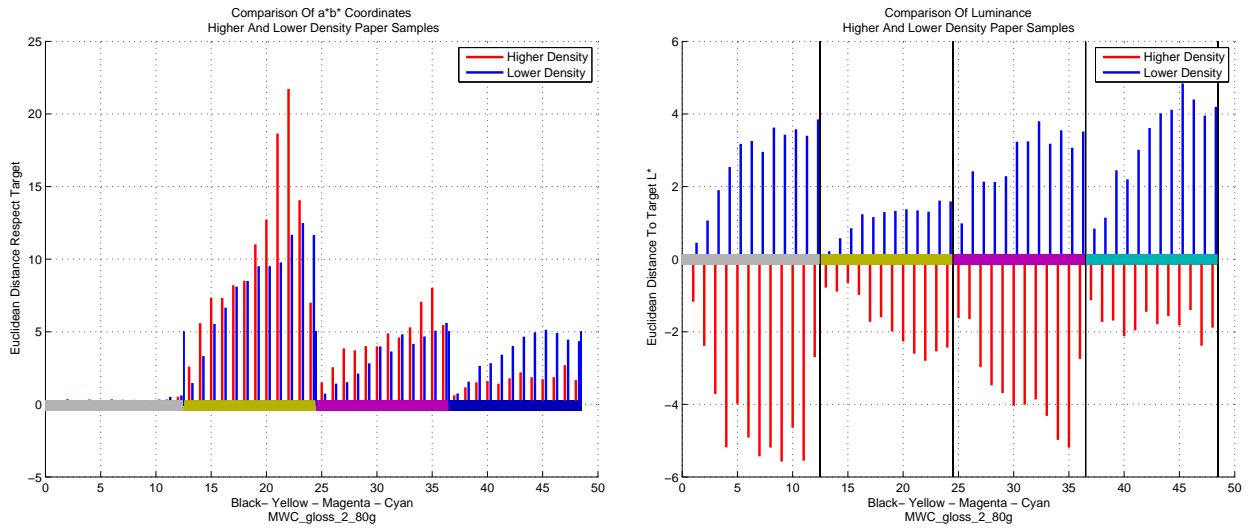 Comparison Of a*b* Coordinates
Higher And Lower Density Paper Samples
Higher Density
Lower Density
25
20
15
10
5
0
−5
Euclidean Distance Respect Target
0 5 10 15 20 25 30 35 40 45 50
Black− Yellow − Magenta − Cyan
MWC_gloss_2_80g
Comparison Of Luminance
Higher And Lower Density Paper Samples
Higher Density
Lower Density
6
4
2
0
−2
−4
−6
Euclidean Distance To Target L*
0 5 10 15 20 25 30 35 40 45 50
Black− Yellow − Magenta − Cyan
MWC_gloss_2_80g